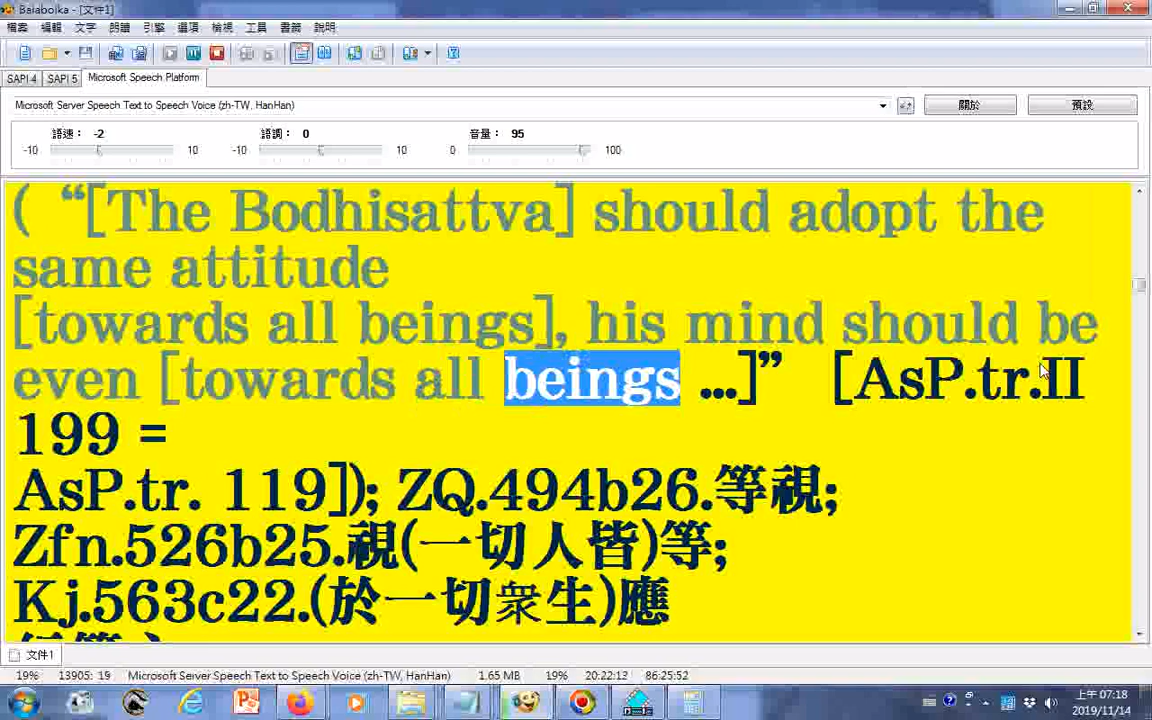 Balabolka - [文件1]
檔案 編輯 文字 朗讀 引擎 選項 檢視 工具 書籤 說明
SAPI 4 SAPI 5 Microsoft Speech Platform
Microsoft Server Speech Text to Speech Voice (zh-TW, HanHan) 關於 預設
語速： -2 語調： 0 音量： 95
-10 10 -10 10 0 100
( “[The Bodhisattva] should adopt the
same attitude
[towards all beings], his mind should be
even [towards all beings ...]” [AsP.tr.II
199 =
AsP.tr. 119]); ZQ.494b26.等視;
Zfn.526b25.視(一切人皆)等;
Kj.563c22.(於一切衆生)應
文件1
19% 13905: 19 Microsoft Server Speech Text to Speech Voice (zh-TW, HanHan) 1.65 MB 19% 20:22:12 86:25:52
上午 07:18
2019/11/14